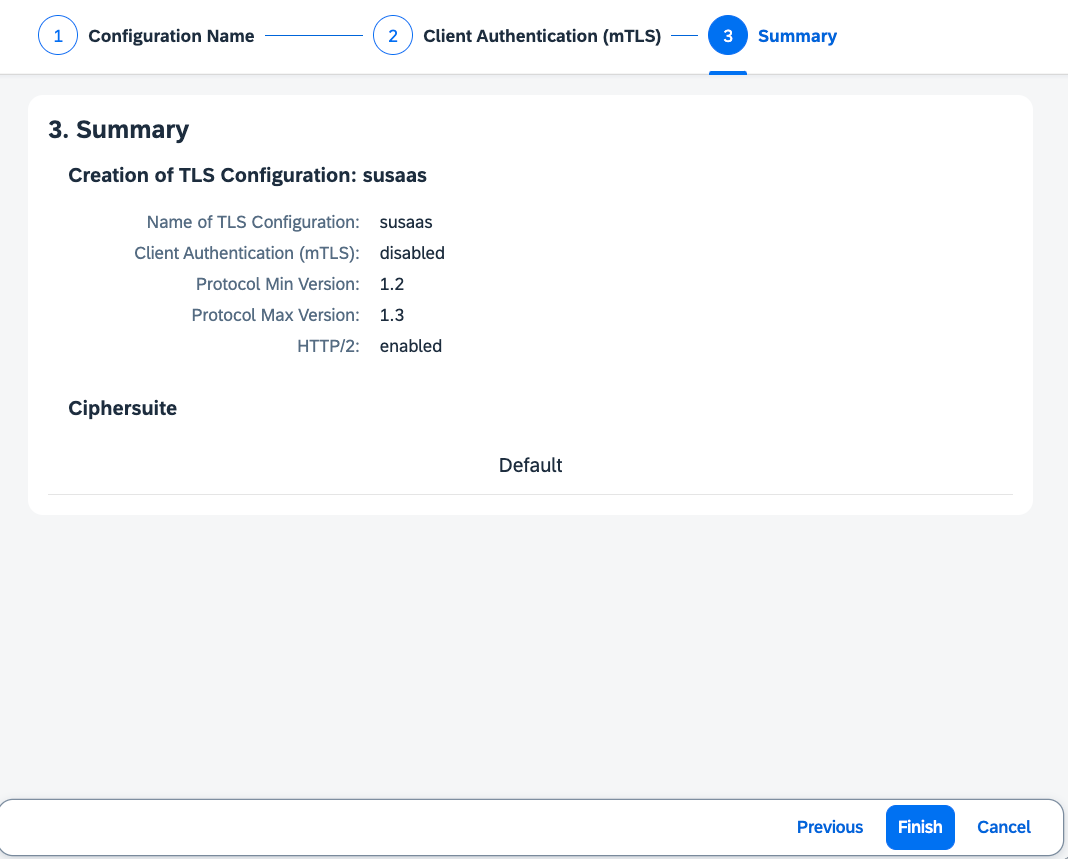 1 Configuration Name 2 Client Authentication (mTLS) 3 Summary
3. Summary
Creation of TLS Configuration: susaas
Name of TLS Configuration: susaas
Client Authentication (mTLS): disabled
Protocol Min Version: 1.2
Protocol Max Version: 1.3
HTTP/2: enabled
Ciphersuite
Default
Previous Finish Cancel